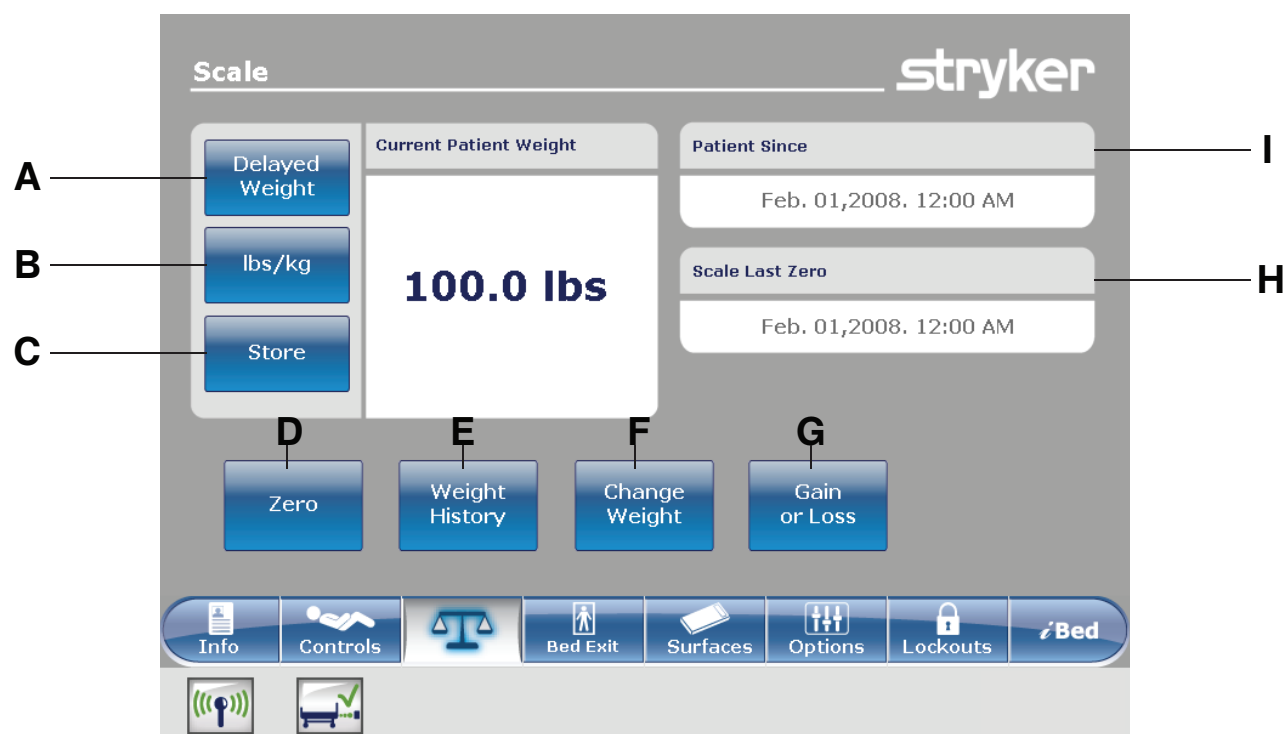 Scale
stryker
A
Delayed
Weight
B
lbs/kg
C
Store
Current Patient Weight
100.0 lbs
Patient Since
Feb. 01,2008. 12:00 AM
I
Scale Last Zero
Feb. 01,2008. 12:00 AM
H
D
E
F
G
Zero
Weight
History
Change
Weight
Gain
or Loss
Info
Controls
Bed Exit
Surfaces
Options
Lockouts
iBed